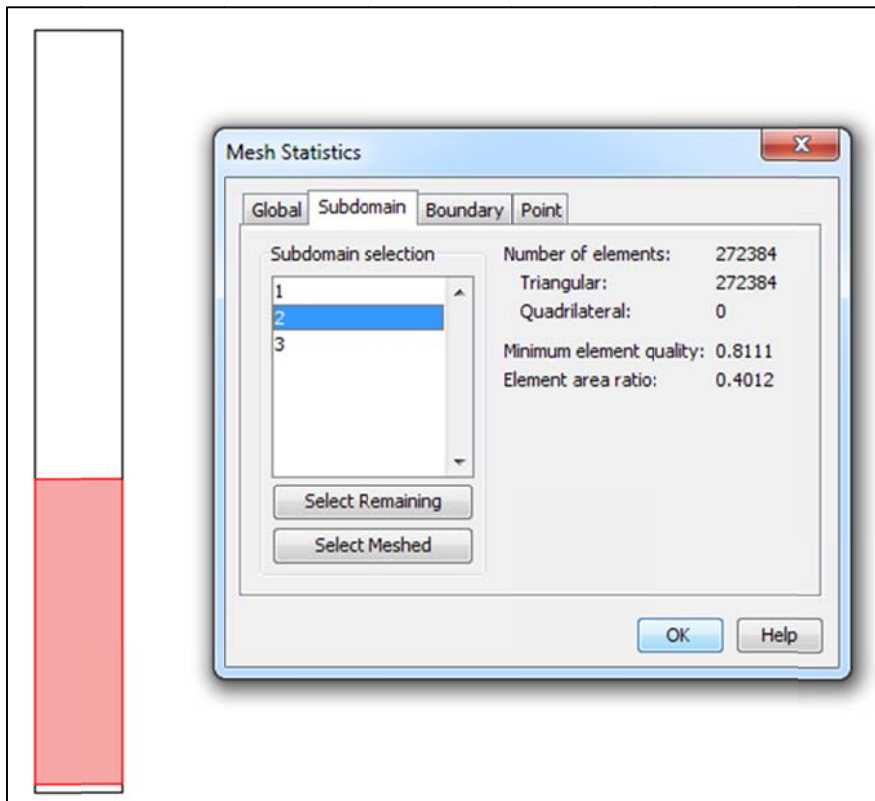 Mesh Statistics
Global Subdomain Boundary Point
Subdomain selection
1
2
3
Select Remaining
Select Meshed
Number of elements: 272384
Triangular: 272384
Quadrilateral: 0
Minimum element quality: 0.8111
Element area ratio: 0.4012
OK Help